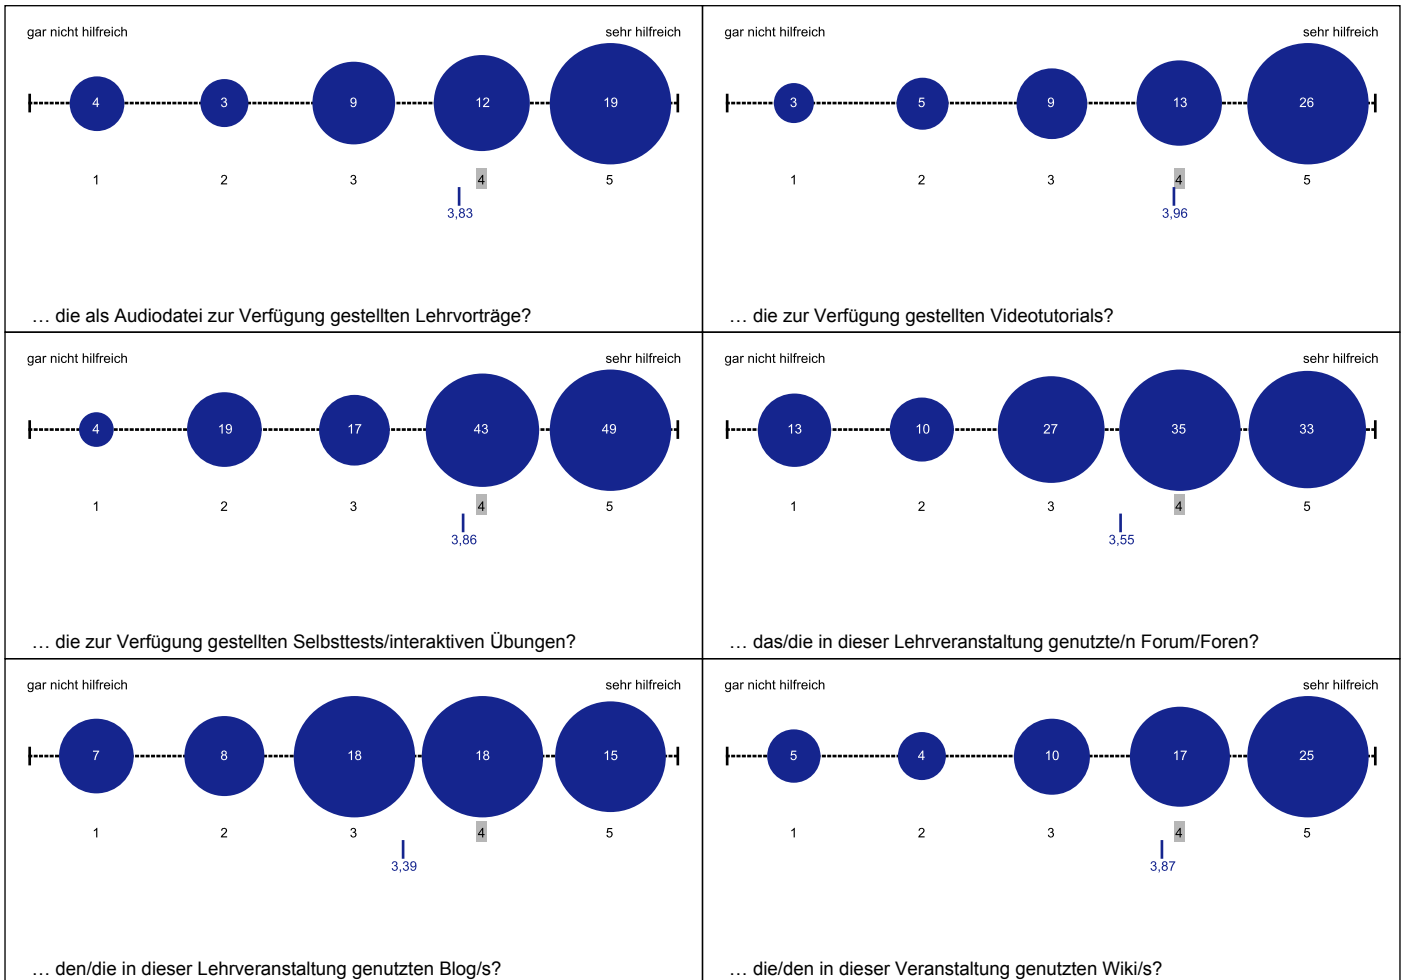 gar nicht hilfreich sehr hilfreich
4 3 9 12 19
1 2 3 4 5
3,83
… die als Audiodatei zur Verfügung gestellten Lehrvorträge?
gar nicht hilfreich sehr hilfreich
3 5 9 13 26
1 2 3 4 5
3,96
… die zur Verfügung gestellten Videotutorials?
gar nicht hilfreich sehr hilfreich
4 19 17 43 49
1 2 3 4 5
3,86
… die zur Verfügung gestellten Selbsttests/interaktiven Übungen?
gar nicht hilfreich sehr hilfreich
13 10 27 35 33
1 2 3 4 5
3,55
… das/die in dieser Lehrveranstaltung genutzte/n Forum/Foren?
gar nicht hilfreich sehr hilfreich
7 8 18 18 15
1 2 3 4 5
3,39
… den/die in dieser Lehrveranstaltung genutzten Blog/s?
gar nicht hilfreich sehr hilfreich
5 4 10 17 25
1 2 3 4 5
3,87
… die/den in dieser Veranstaltung genutzten Wiki/s?